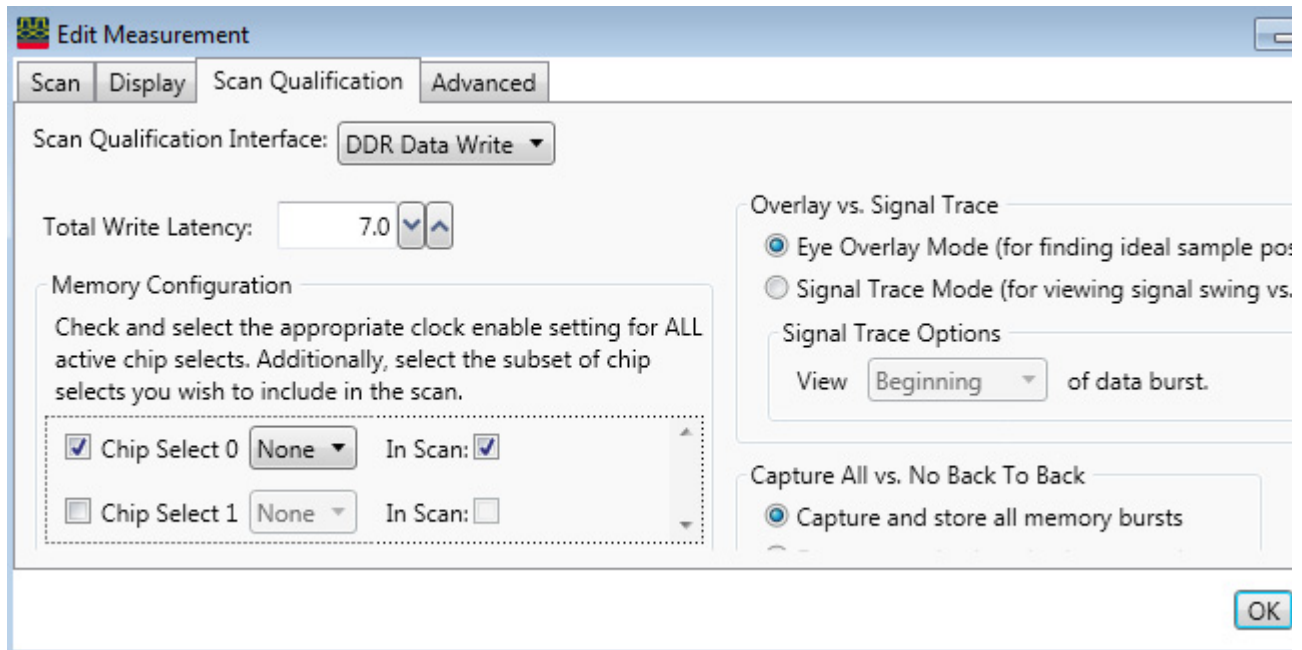 Edit Measurement
Scan Display Scan Qualification Advanced
Scan Qualification Interface: DDR Data Write
Total Write Latency: 7.0
Memory Configuration
Check and select the appropriate clock enable setting for ALL
active chip selects. Additionally, select the subset of chip
selects you wish to include in the scan.
Chip Select 0 None In Scan:
Chip Select 1 None In Scan:
Overlay vs. Signal Trace
Eye Overlay Mode (for finding ideal sample pos
Signal Trace Mode (for viewing signal swing vs.
Signal Trace Options
View Beginning of data burst.
Capture All vs. No Back To Back
Capture and store all memory bursts
OK